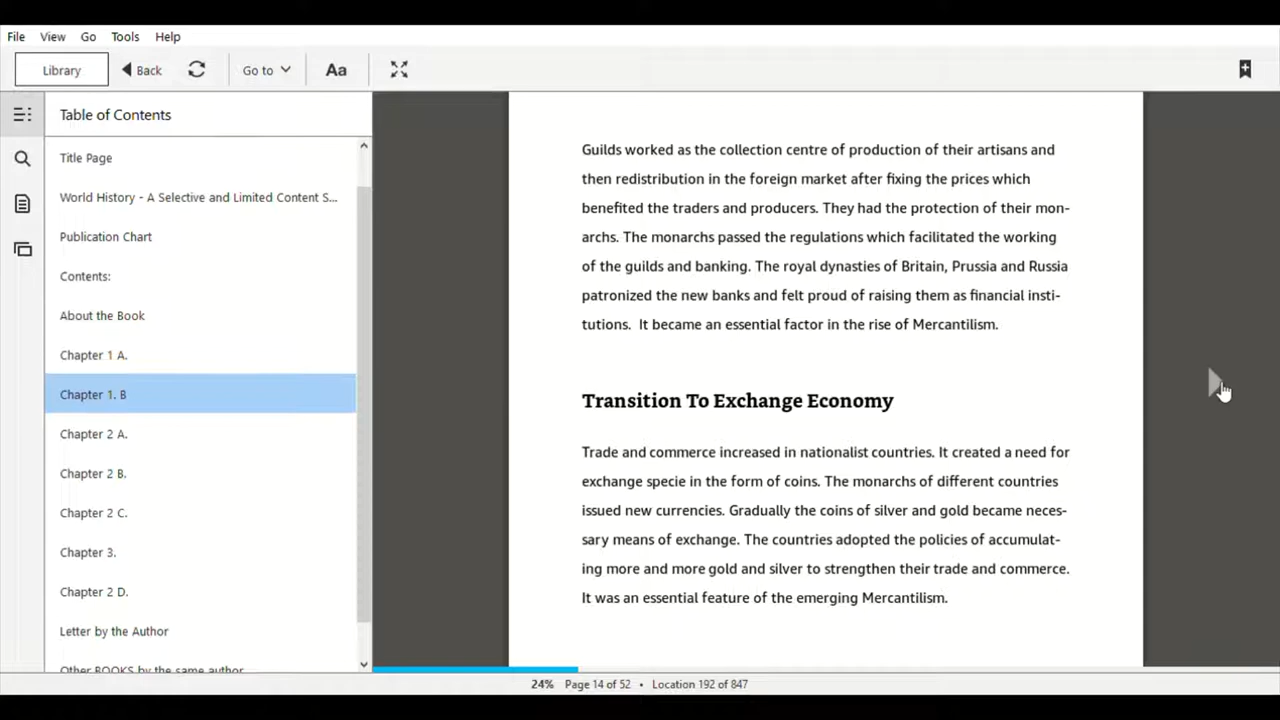 File View Go Tools Help
Library Back Go to Aa
Table of Contents
Title Page
World History - A Selective and Limited Content S...
Publication Chart
Contents:
About the Book
Chapter 1 A.
Chapter 1. B
Chapter 2 A.
Chapter 2 B.
Chapter 2 C.
Chapter 3.
Chapter 2 D.
Letter by the Author
Other BOOKS by the same author
Guilds worked as the collection centre of production of their artisans and
then redistribution in the foreign market after fixing the prices which
benefited the traders and producers. They had the protection of their mon-
archs. The monarchs passed the regulations which facilitated the working
of the guilds and banking. The royal dynasties of Britain, Prussia and Russia
patronized the new banks and felt proud of raising them as financial insti-
tutions.  It became an essential factor in the rise of Mercantilism.
Transition To Exchange Economy
Trade and commerce increased in nationalist countries. It created a need for
exchange specie in the form of coins. The monarchs of different countries
issued new currencies. Gradually the coins of silver and gold became neces-
sary means of exchange. The countries adopted the policies of accumulat-
ing more and more gold and silver to strengthen their trade and commerce.
It was an essential feature of the emerging Mercantilism.
24% Page 14 of 52 • Location 192 of 847